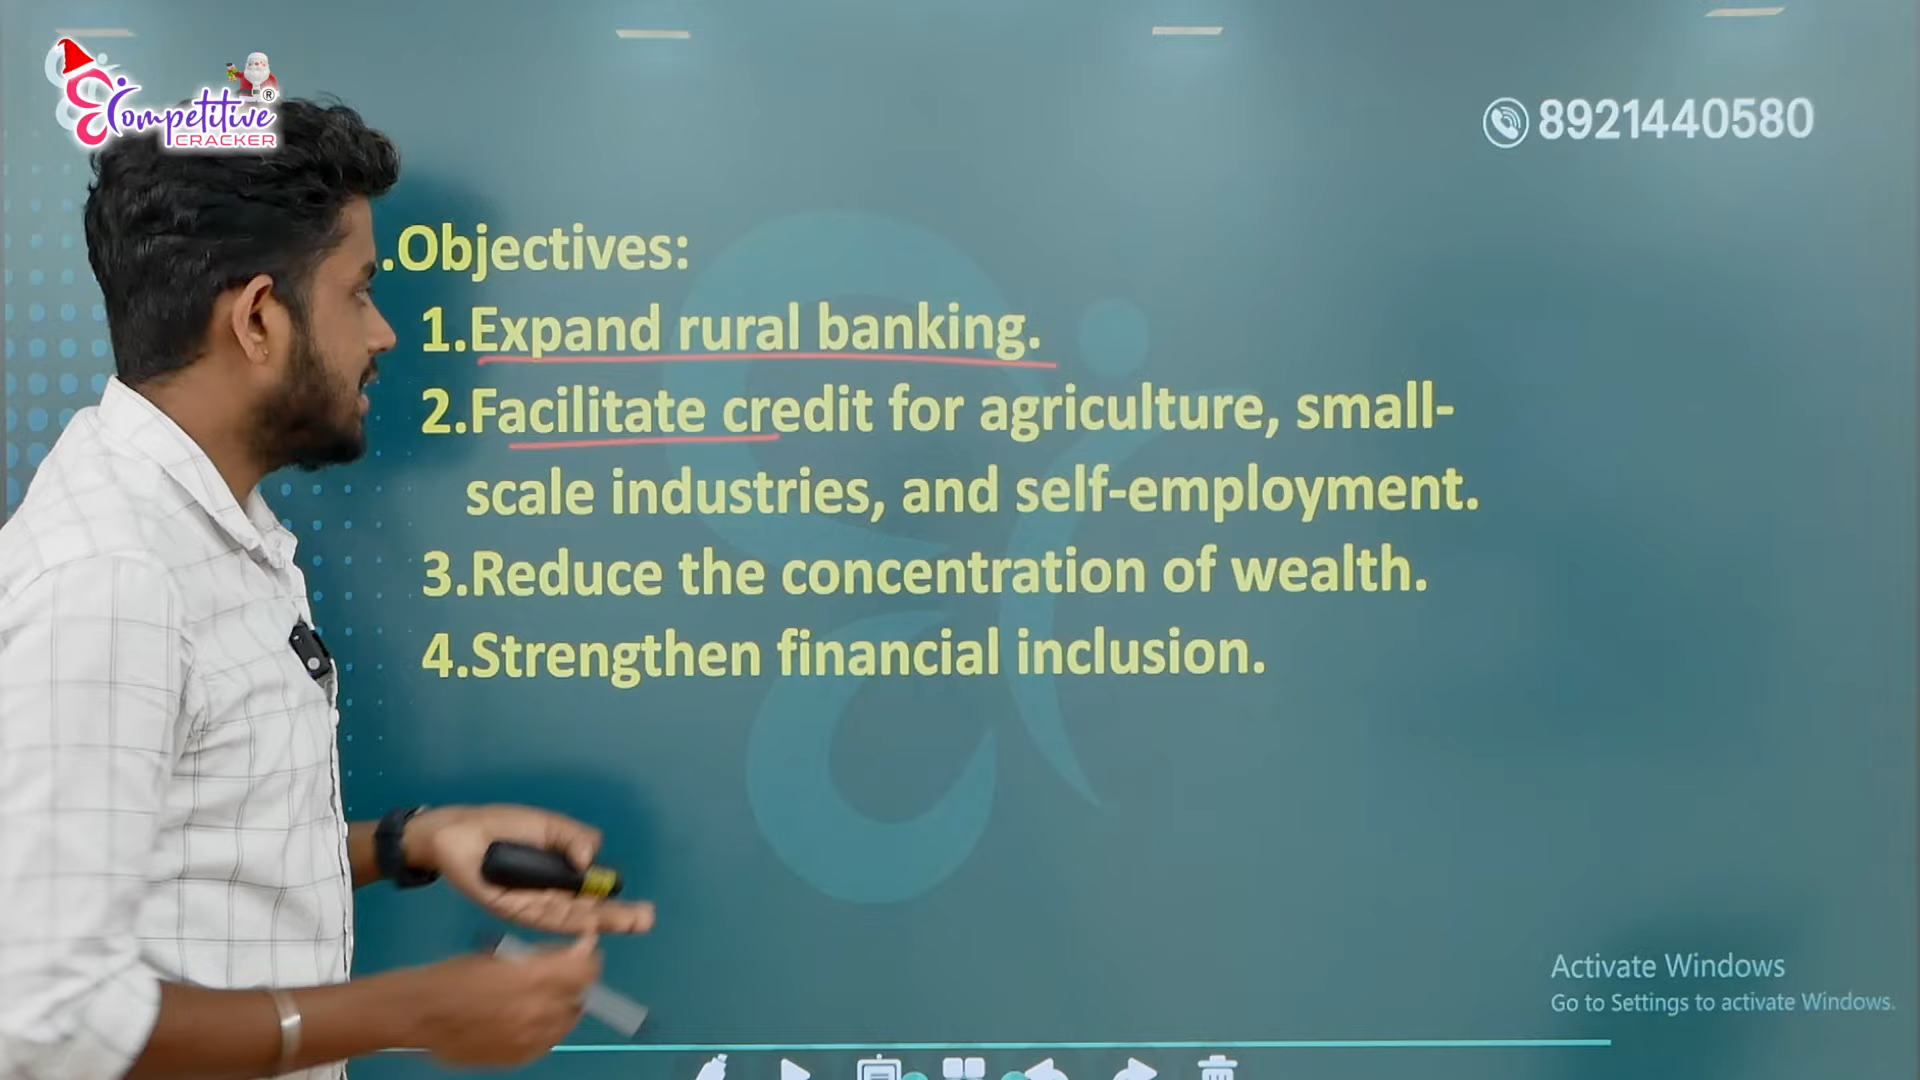 Competitive®
CRACKER
8921440580
.Objectives:
1.Expand rural banking.
2.Facilitate credit for agriculture, small-
scale industries, and self-employment.
3.Reduce the concentration of wealth.
4.Strengthen financial inclusion.
Activate Windows
Go to Settings to activate Windows.